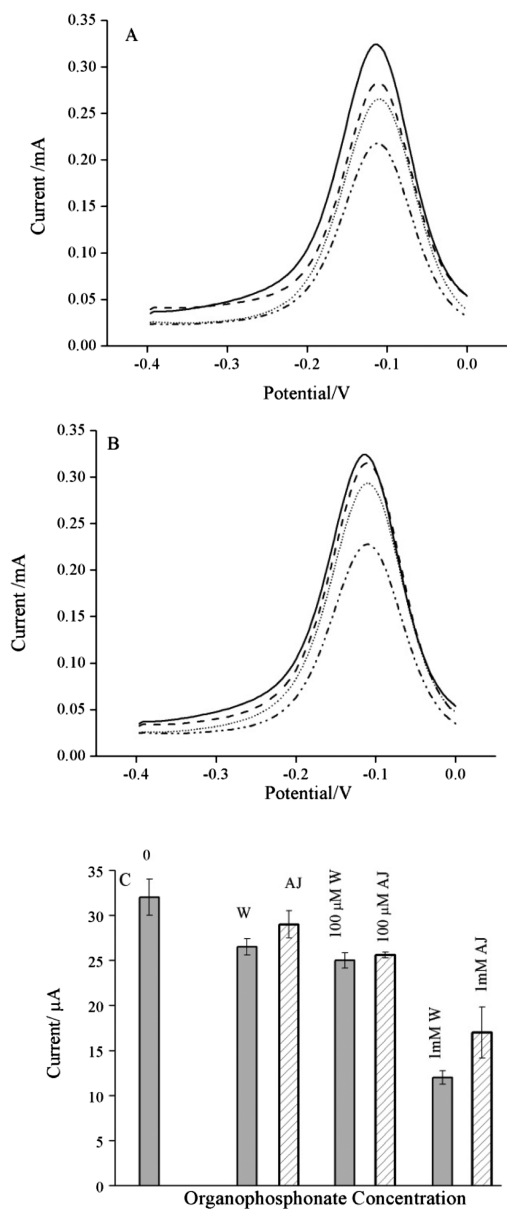 A
0.35
0.30
0.25
0.20
0.15
0.10
0.05
0.00
Current /mA
-0.4 -0.3 -0.2 -0.1 0.0
Potential/V
B
0.35
0.30
0.25
0.20
0.15
0.10
0.05
0.00
Current /mA
-0.4 -0.3 -0.2 -0.1 0.0
Potential/V
C
35
30
25
20
15
10
5
0
Current/ μA
0
W
AJ
100 μM W
100 μM AJ
1mM W
1mM AJ
Organophosphonate Concentration